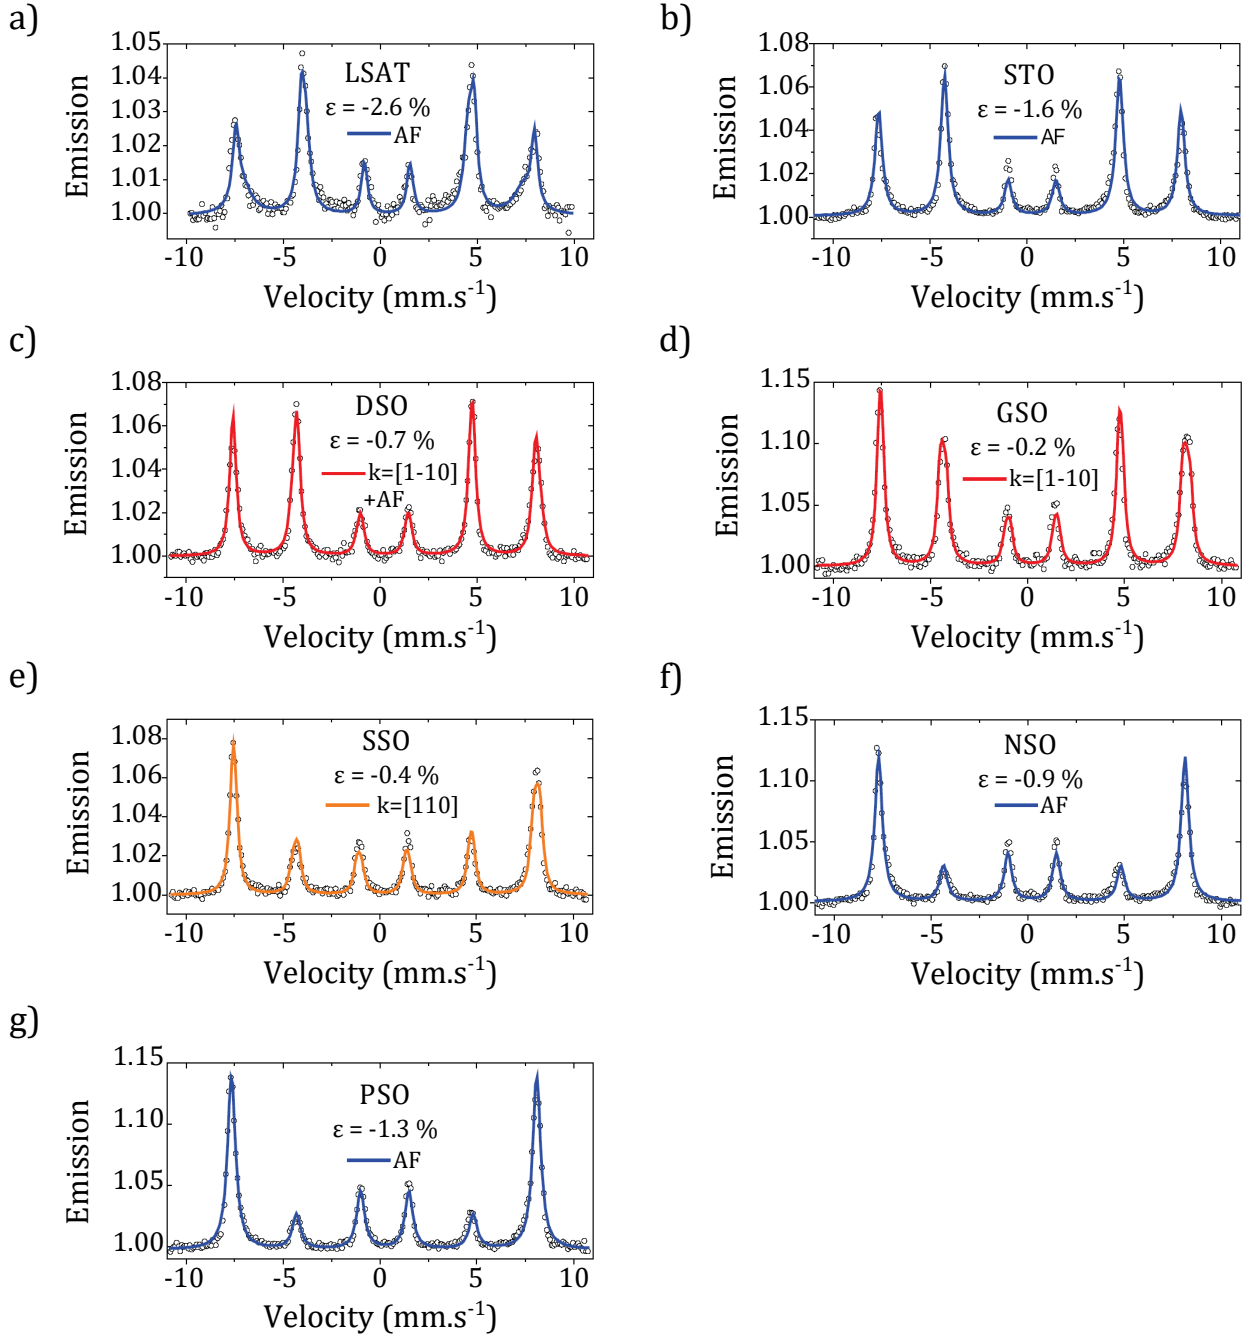 a)
1.05
1.04
1.03
1.02
1.01
1.00
Emission
LSAT
ε = -2.6 %
AF
-10 -5 0 5 10
Velocity (mm.s⁻¹)
b)
1.08
1.06
1.04
1.02
1.00
Emission
STO
ε = -1.6 %
AF
-10 -5 0 5 10
Velocity (mm.s⁻¹)
c)
1.08
1.06
1.04
1.02
1.00
Emission
DSO
ε = -0.7 %
k=[1-10]
+AF
-10 -5 0 5 10
Velocity (mm.s⁻¹)
d)
1.15
1.10
1.05
1.00
Emission
GSO
ε = -0.2 %
k=[1-10]
-10 -5 0 5 10
Velocity (mm.s⁻¹)
e)
1.08
1.06
1.04
1.02
1.00
Emission
SSO
ε = -0.4 %
k=[110]
-10 -5 0 5 10
Velocity (mm.s⁻¹)
f)
1.15
1.10
1.05
1.00
Emission
NSO
ε = -0.9 %
AF
-10 -5 0 5 10
Velocity (mm.s⁻¹)
g)
1.15
1.10
1.05
1.00
Emission
PSO
ε = -1.3 %
AF
-10 -5 0 5 10
Velocity (mm.s⁻¹)